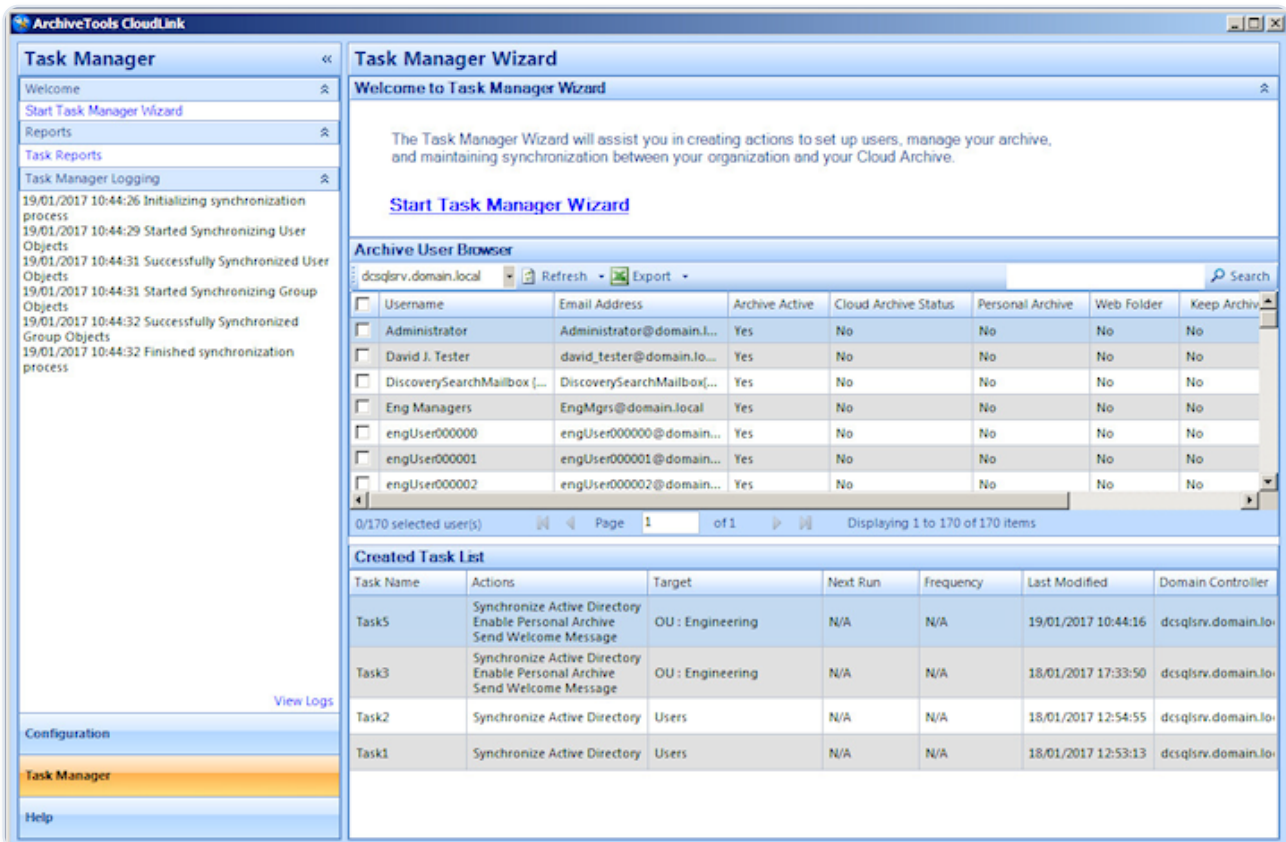 ArchiveTools CloudLink
Task Manager «
Welcome
Start Task Manager Wizard
Reports
Task Reports
Task Manager Logging
19/01/2017 10:44:26 Initializing synchronization
process
19/01/2017 10:44:29 Started Synchronizing User
Objects
19/01/2017 10:44:31 Successfully Synchronized User
Objects
19/01/2017 10:44:31 Started Synchronizing Group
Objects
19/01/2017 10:44:32 Successfully Synchronized
Group Objects
19/01/2017 10:44:32 Finished synchronization
process
View Logs
Configuration
Task Manager
Help
Task Manager Wizard
Welcome to Task Manager Wizard
The Task Manager Wizard will assist you in creating actions to set up users, manage your archive,
and maintaining synchronization between your organization and your Cloud Archive.
Start Task Manager Wizard
Archive User Browser
dcsqlsrv.domain.local Refresh Export Search
Username Email Address Archive Active Cloud Archive Status Personal Archive Web Folder Keep Archiv
Administrator Administrator@domain.l... Yes No No No No
David J. Tester david_tester@domain.lo... Yes No No No No
DiscoverySearchMailbox {... DiscoverySearchMailbox{... Yes No No No No
Eng Managers EngMgrs@domain.local Yes No No No No
engUser000000 engUser000000@domain... Yes No No No No
engUser000001 engUser000001@domain... Yes No No No No
engUser000002 engUser000002@domain... Yes No No No No
0/170 selected user(s) Page 1 of 1 Displaying 1 to 170 of 170 items
Created Task List
Task Name Actions Target Next Run Frequency Last Modified Domain Controller
Synchronize Active Directory
Task5 Enable Personal Archive OU : Engineering N/A N/A 19/01/2017 10:44:16 dcsqlsrv.domain.lo
Send Welcome Message
Synchronize Active Directory
Task3 Enable Personal Archive OU : Engineering N/A N/A 18/01/2017 17:33:50 dcsqlsrv.domain.lo
Send Welcome Message
Task2 Synchronize Active Directory Users N/A N/A 18/01/2017 12:54:55 dcsqlsrv.domain.lo
Task1 Synchronize Active Directory Users N/A N/A 18/01/2017 12:53:13 dcsqlsrv.domain.lo